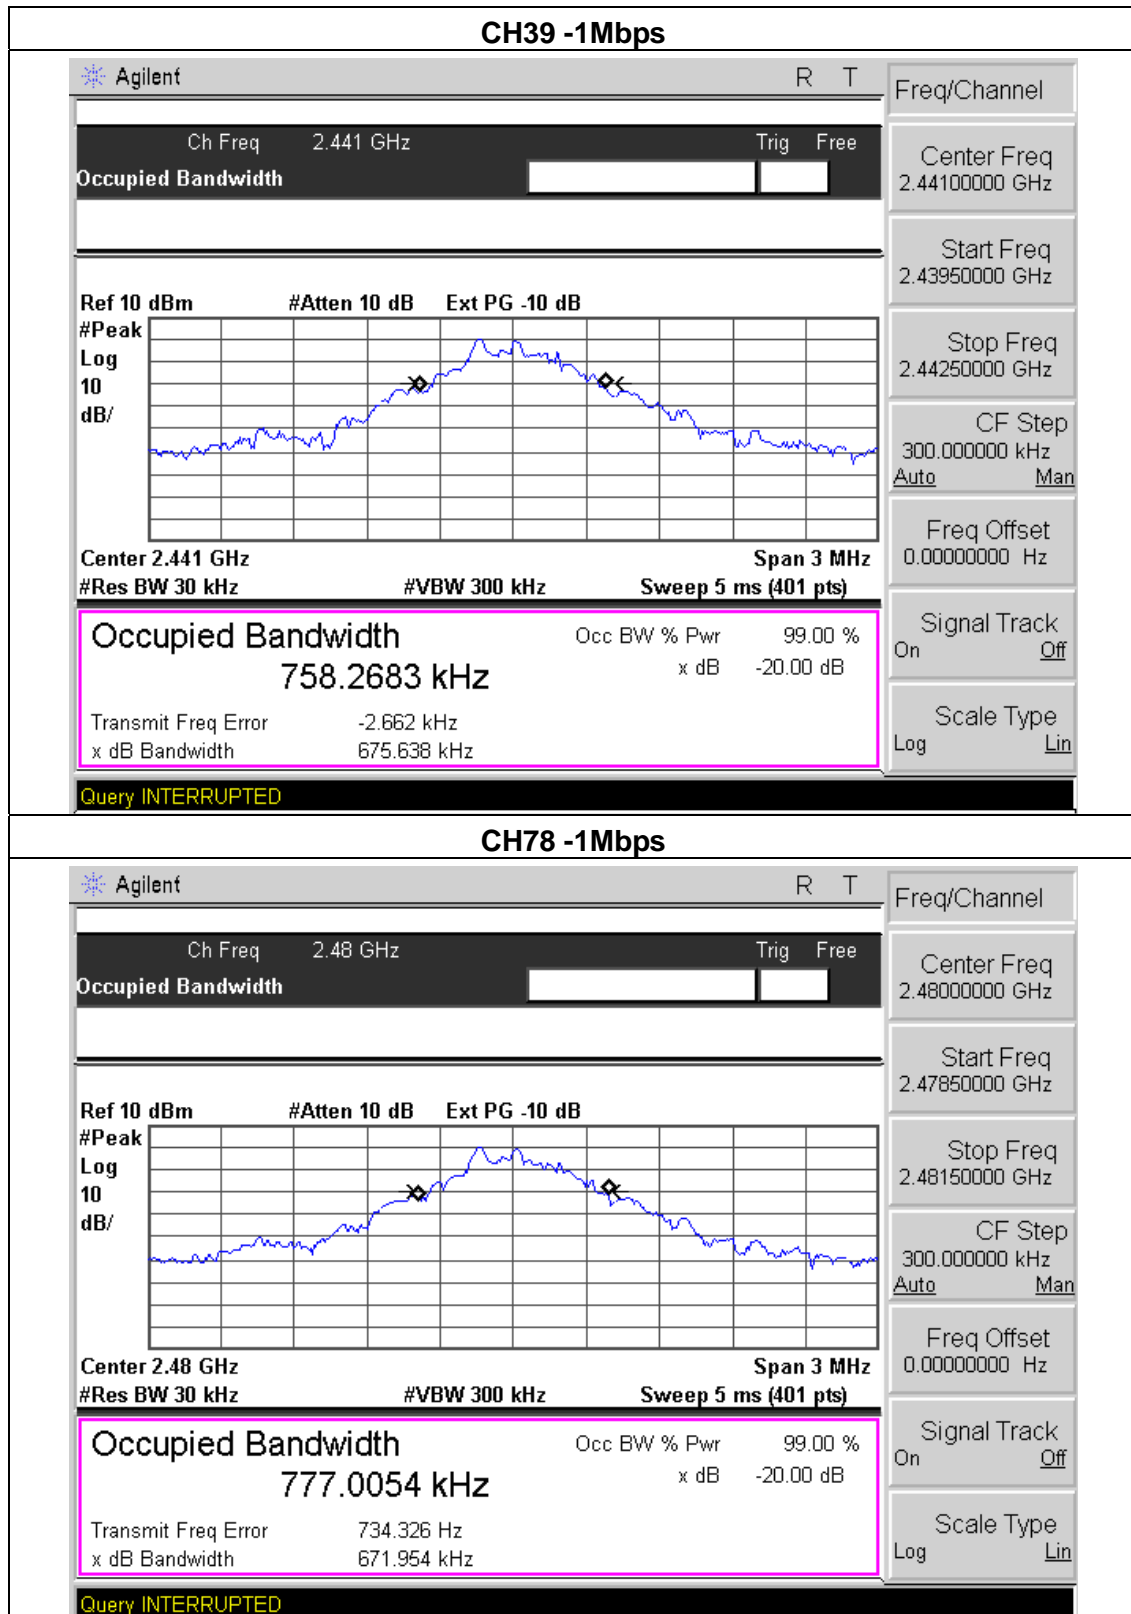 CH39 -1Mbps
Agilent R T
Freq/Channel
Ch Freq 2.441 GHz Trig Free
Occupied Bandwidth
Center Freq
2.44100000 GHz
Start Freq
2.43950000 GHz
Stop Freq
2.44250000 GHz
CF Step
300.000000 kHz
Auto Man
Freq Offset
0.00000000 Hz
Signal Track
On Off
Scale Type
Log Lin
Ref 10 dBm #Atten 10 dB Ext PG -10 dB
#Peak
Log
10
dB/
Center 2.441 GHz Span 3 MHz
#Res BW 30 kHz #VBW 300 kHz Sweep 5 ms (401 pts)
Occupied Bandwidth Occ BW % Pwr 99.00 %
758.2683 kHz x dB -20.00 dB
Transmit Freq Error -2.662 kHz
x dB Bandwidth 675.638 kHz
Query INTERRUPTED
CH78 -1Mbps
Agilent R T
Freq/Channel
Ch Freq 2.48 GHz Trig Free
Occupied Bandwidth
Center Freq
2.48000000 GHz
Start Freq
2.47850000 GHz
Stop Freq
2.48150000 GHz
CF Step
300.000000 kHz
Auto Man
Freq Offset
0.00000000 Hz
Signal Track
On Off
Scale Type
Log Lin
Ref 10 dBm #Atten 10 dB Ext PG -10 dB
#Peak
Log
10
dB/
Center 2.48 GHz Span 3 MHz
#Res BW 30 kHz #VBW 300 kHz Sweep 5 ms (401 pts)
Occupied Bandwidth Occ BW % Pwr 99.00 %
777.0054 kHz x dB -20.00 dB
Transmit Freq Error 734.326 Hz
x dB Bandwidth 671.954 kHz
Query INTERRUPTED